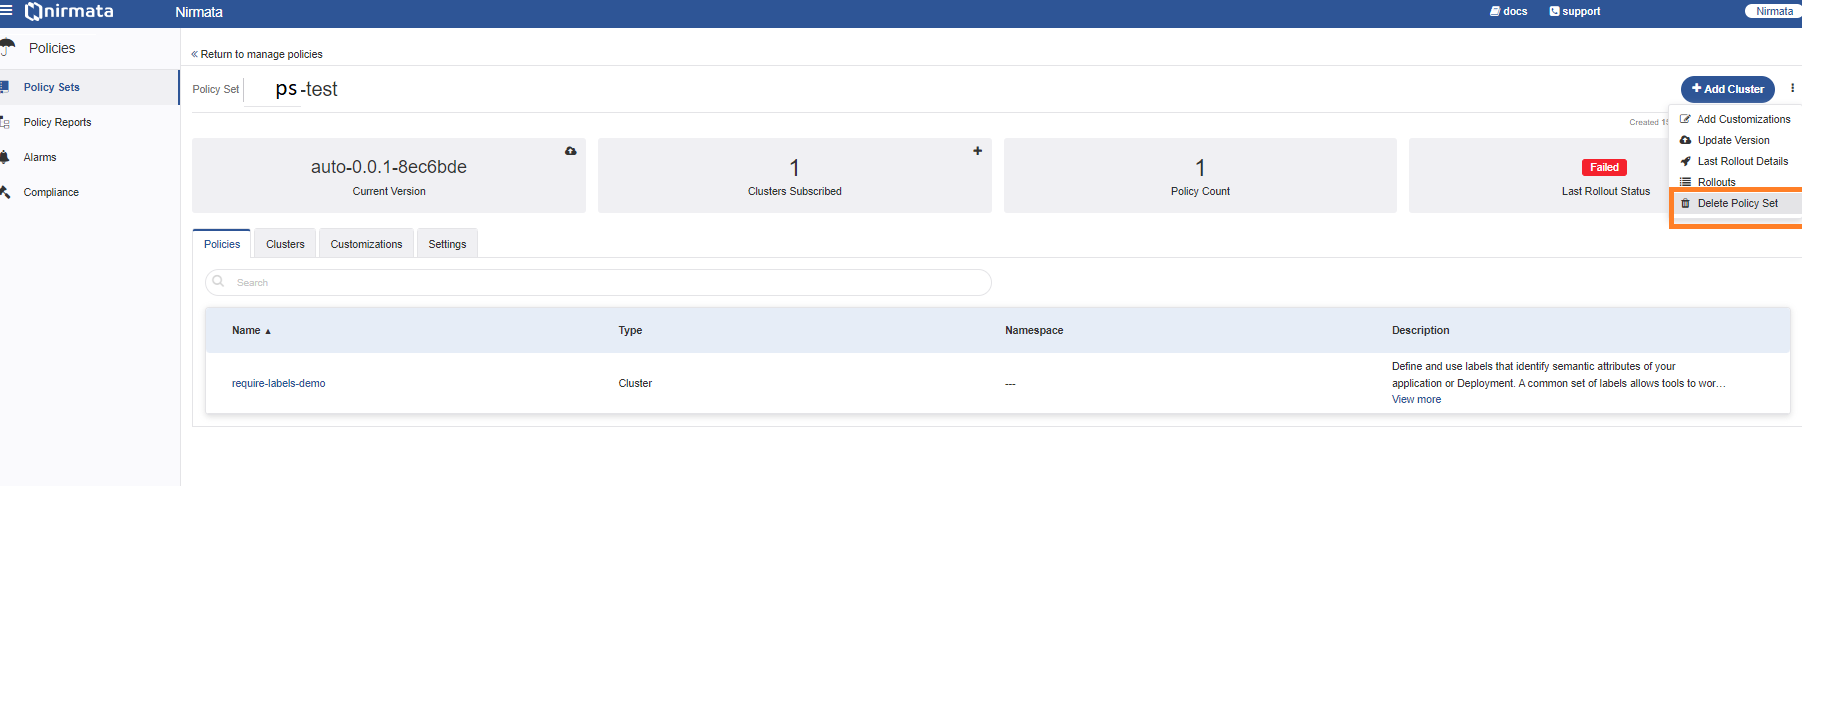 nirmata Nirmata docs support Nirmata
Policies
« Return to manage policies
Policy Sets
Policy Set ps-test
+ Add Cluster
Policy Reports
Created
Add Customizations
Update Version
Last Rollout Details
Rollouts
Delete Policy Set
Alarms
Compliance
auto-0.0.1-8ec6bde
Current Version
1
Clusters Subscribed
1
Policy Count
Failed
Last Rollout Status
Policies Clusters Customizations Settings
Search
Name ▲ Type Namespace Description
require-labels-demo Cluster ---
Define and use labels that identify semantic attributes of your
application or Deployment. A common set of labels allows tools to wor…
View more